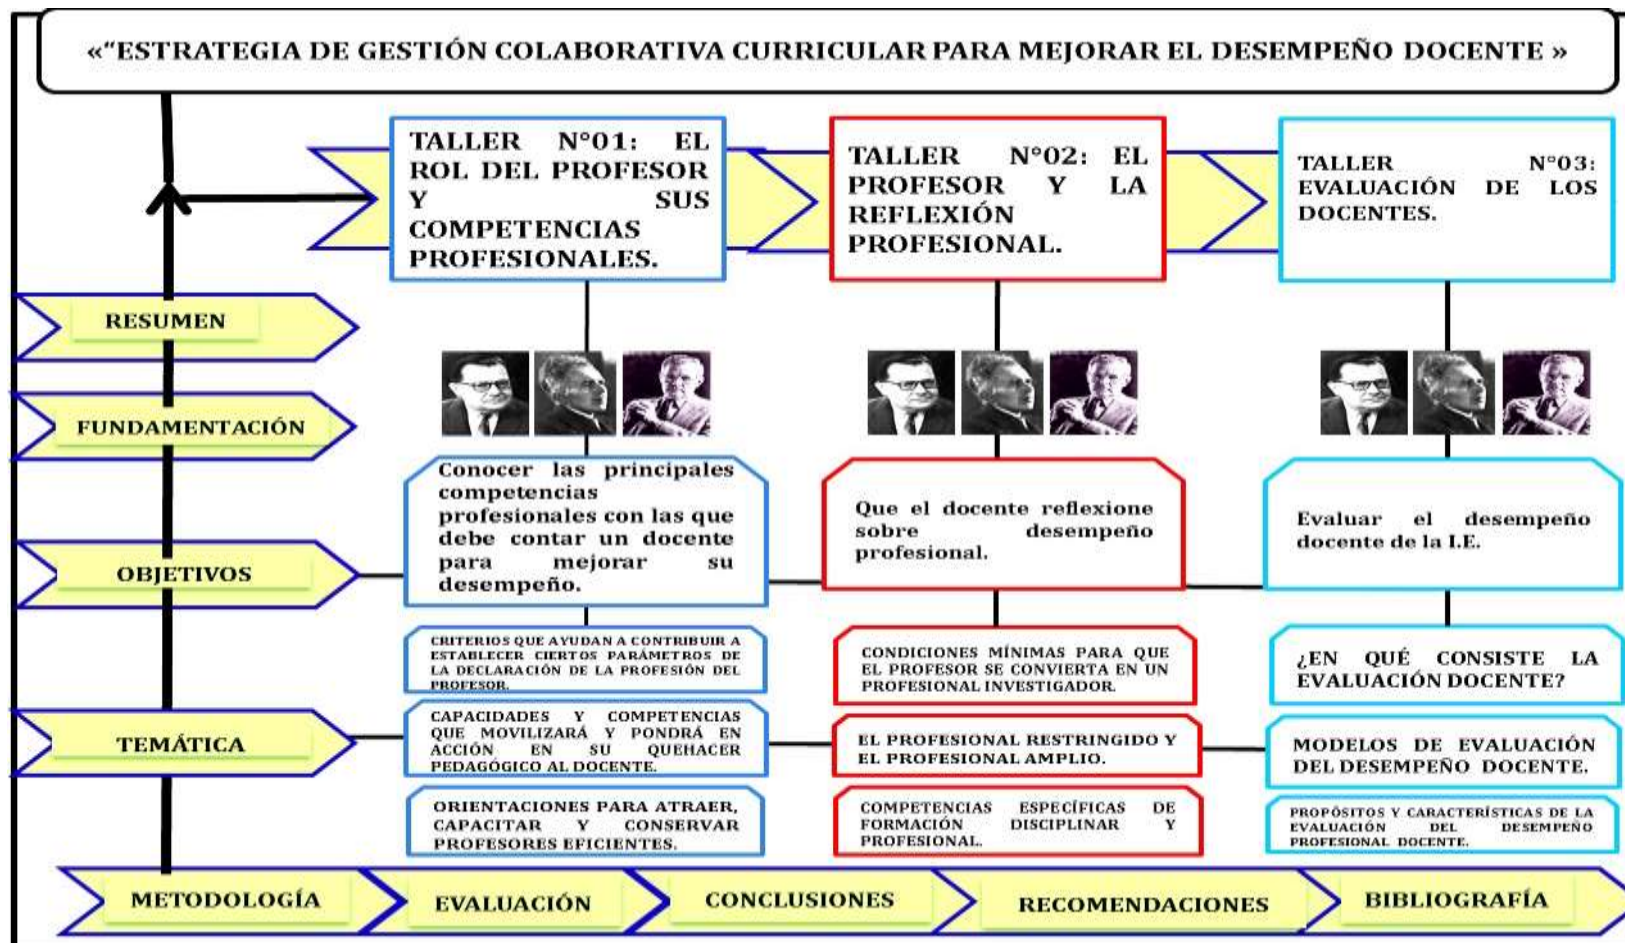 «“ESTRATEGIA DE GESTIÓN COLABORATIVA CURRICULAR PARA MEJORAR EL DESEMPEÑO DOCENTE »
TALLER N°01: EL
ROL DEL PROFESOR
Y SUS
COMPETENCIAS
PROFESIONALES.
TALLER N°02: EL
PROFESOR Y LA
REFLEXIÓN
PROFESIONAL.
TALLER N°03:
EVALUACIÓN DE LOS
DOCENTES.
RESUMEN
FUNDAMENTACIÓN
OBJETIVOS
Conocer las principales
competencias
profesionales con las que
debe contar un docente
para mejorar su
desempeño.
Que el docente reflexione
sobre desempeño
profesional.
Evaluar el desempeño
docente de la I.E.
TEMÁTICA
CRITERIOS QUE AYUDAN A CONTRIBUIR A
ESTABLECER CIERTOS PARÁMETROS DE
LA DECLARACIÓN DE LA PROFESIÓN DEL
PROFESOR.
CAPACIDADES Y COMPETENCIAS
QUE MOVILIZARÁ Y PONDRÁ EN
ACCIÓN EN SU QUEHACER
PEDAGÓGICO AL DOCENTE.
ORIENTACIONES PARA ATRAER,
CAPACITAR Y CONSERVAR
PROFESORES EFICIENTES.
CONDICIONES MÍNIMAS PARA QUE
EL PROFESOR SE CONVIERTA EN UN
PROFESIONAL INVESTIGADOR.
EL PROFESIONAL RESTRINGIDO Y
EL PROFESIONAL AMPLIO.
COMPETENCIAS ESPECÍFICAS DE
FORMACIÓN DISCIPLINAR Y
PROFESIONAL.
¿EN QUÉ CONSISTE LA
EVALUACIÓN DOCENTE?
MODELOS DE EVALUACIÓN
DEL DESEMPEÑO DOCENTE.
PROPÓSITOS Y CARACTERÍSTICAS DE LA
EVALUACIÓN DEL DESEMPEÑO
PROFESIONAL DOCENTE.
METODOLOGÍA
EVALUACIÓN
CONCLUSIONES
RECOMENDACIONES
BIBLIOGRAFÍA